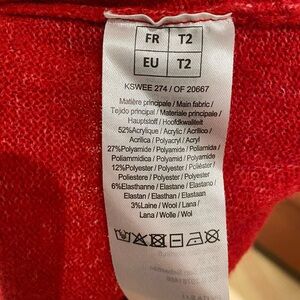 FR T2
EU T2
KSWEE 274 / OF 20667
Matière principale / Main fabric /
Tejido principal / Materiale principale /
Hauptstoff / Hoofdkwaliteit
52%Acrylique / Acrylic / Acrílico /
Acrilica / Polyacryl / Acryl
27%Polyamide / Polyamide / Poliamida /
Poliammidica / Polyamid / Polyamide
12%Polyester / Polyester / Poliéster /
Poliestere / Polyester / Polyester
6%Elasthanne / Elastane / Elastano /
Elastan / Elasthan / Elastaan
3%Laine / Wool / Lana /
Lana / Wolle / Wol